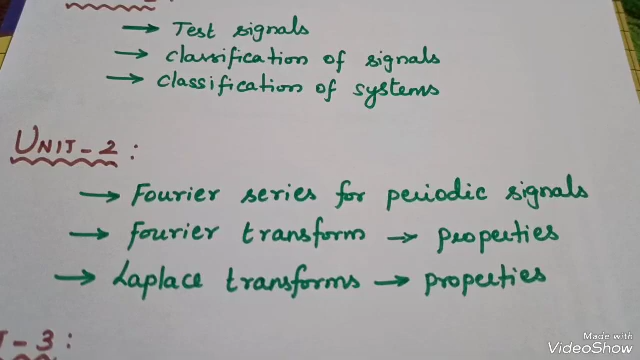 → Test signals
→ classification of signals
→ classification of systems
UNIT-2:
→ Fourier series for periodic signals
→ Fourier transform → properties
→ Laplace transforms → properties
-3:
Made with
VideoShow